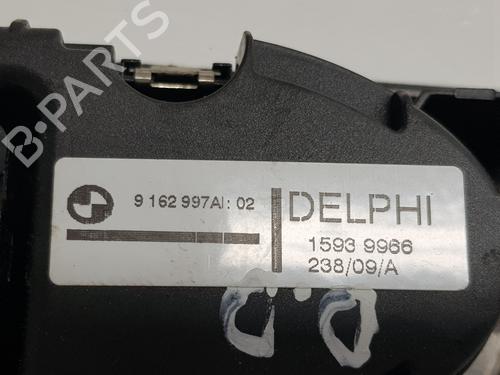 B-PARTS
9 162 997AI: 02
DELPHI
1593 9966
238/09/A